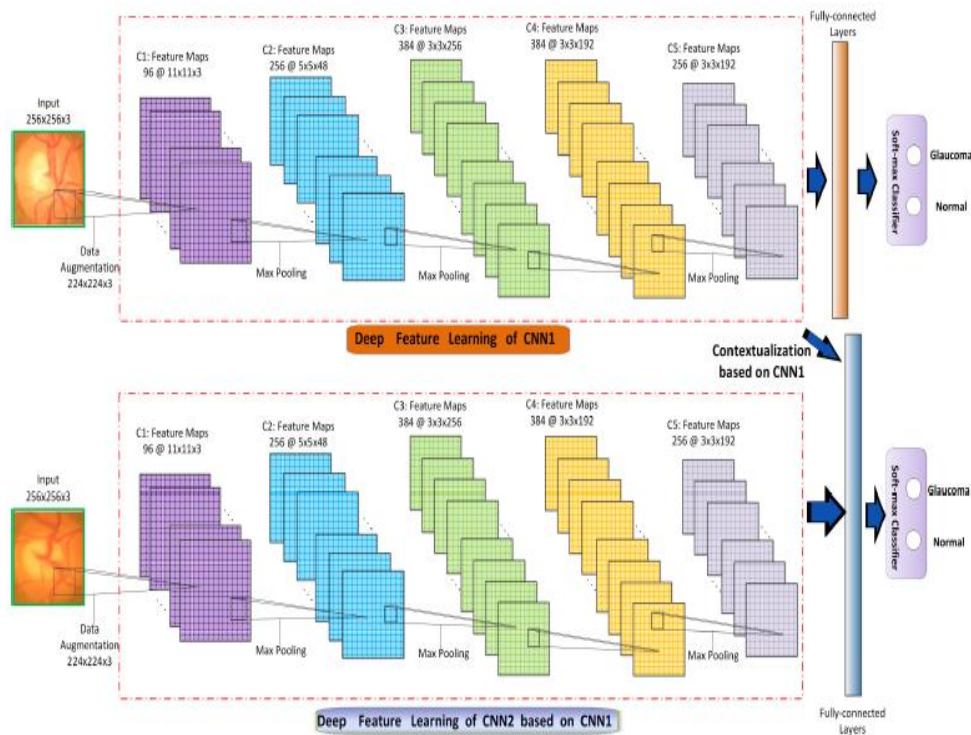 Fully-connected
Layers
C3: Feature Maps
384 @ 3x3x256
C4: Feature Maps
384 @ 3x3x192
C1: Feature Maps
96 @ 11x11x3
C2: Feature Maps
256 @ 5x5x48
C5: Feature Maps
256 @ 3x3x192
Input
256x256x3
Soft-max Classifier
Glaucoma
Normal
Data
Augmentation
224x224x3
Max Pooling
Max Pooling
Max Pooling
Deep Feature Learning of CNN1
Contextualization
based on CNN1
C3: Feature Maps
384 @ 3x3x256
C4: Feature Maps
384 @ 3x3x192
C1: Feature Maps
96 @ 11x11x3
C2: Feature Maps
256 @ 5x5x48
C5: Feature Maps
256 @ 3x3x192
Input
256x256x3
Soft-max Classifier
Glaucoma
Normal
Data
Augmentation
224x224x3
Max Pooling
Max Pooling
Max Pooling
Deep Feature Learning of CNN2 based on CNN1
Fully-connected
Layers